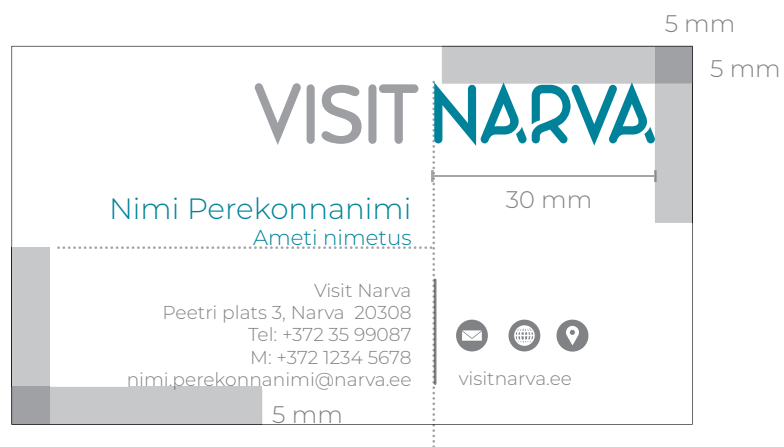 5 mm
5 mm
VISIT NARVA
30 mm
Nimi Perekonnanimi
Ameti nimetus
Visit Narva
Peetri plats 3, Narva  20308
Tel: +372 35 99087
M: +372 1234 5678
nimi.perekonnanimi@narva.ee
visitnarva.ee
5 mm